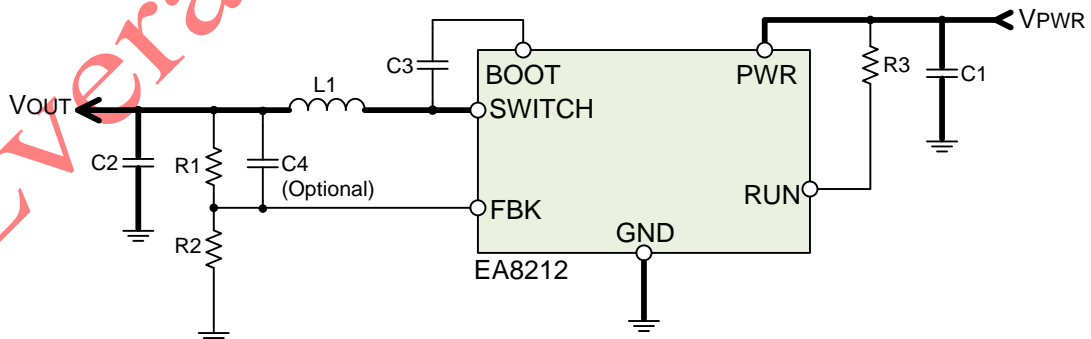 VPWR
C3
BOOT
PWR
R3
C1
L1
VOUT
SWITCH
C2
R1
C4
(Optional)
RUN
FBK
R2
GND
EA8212